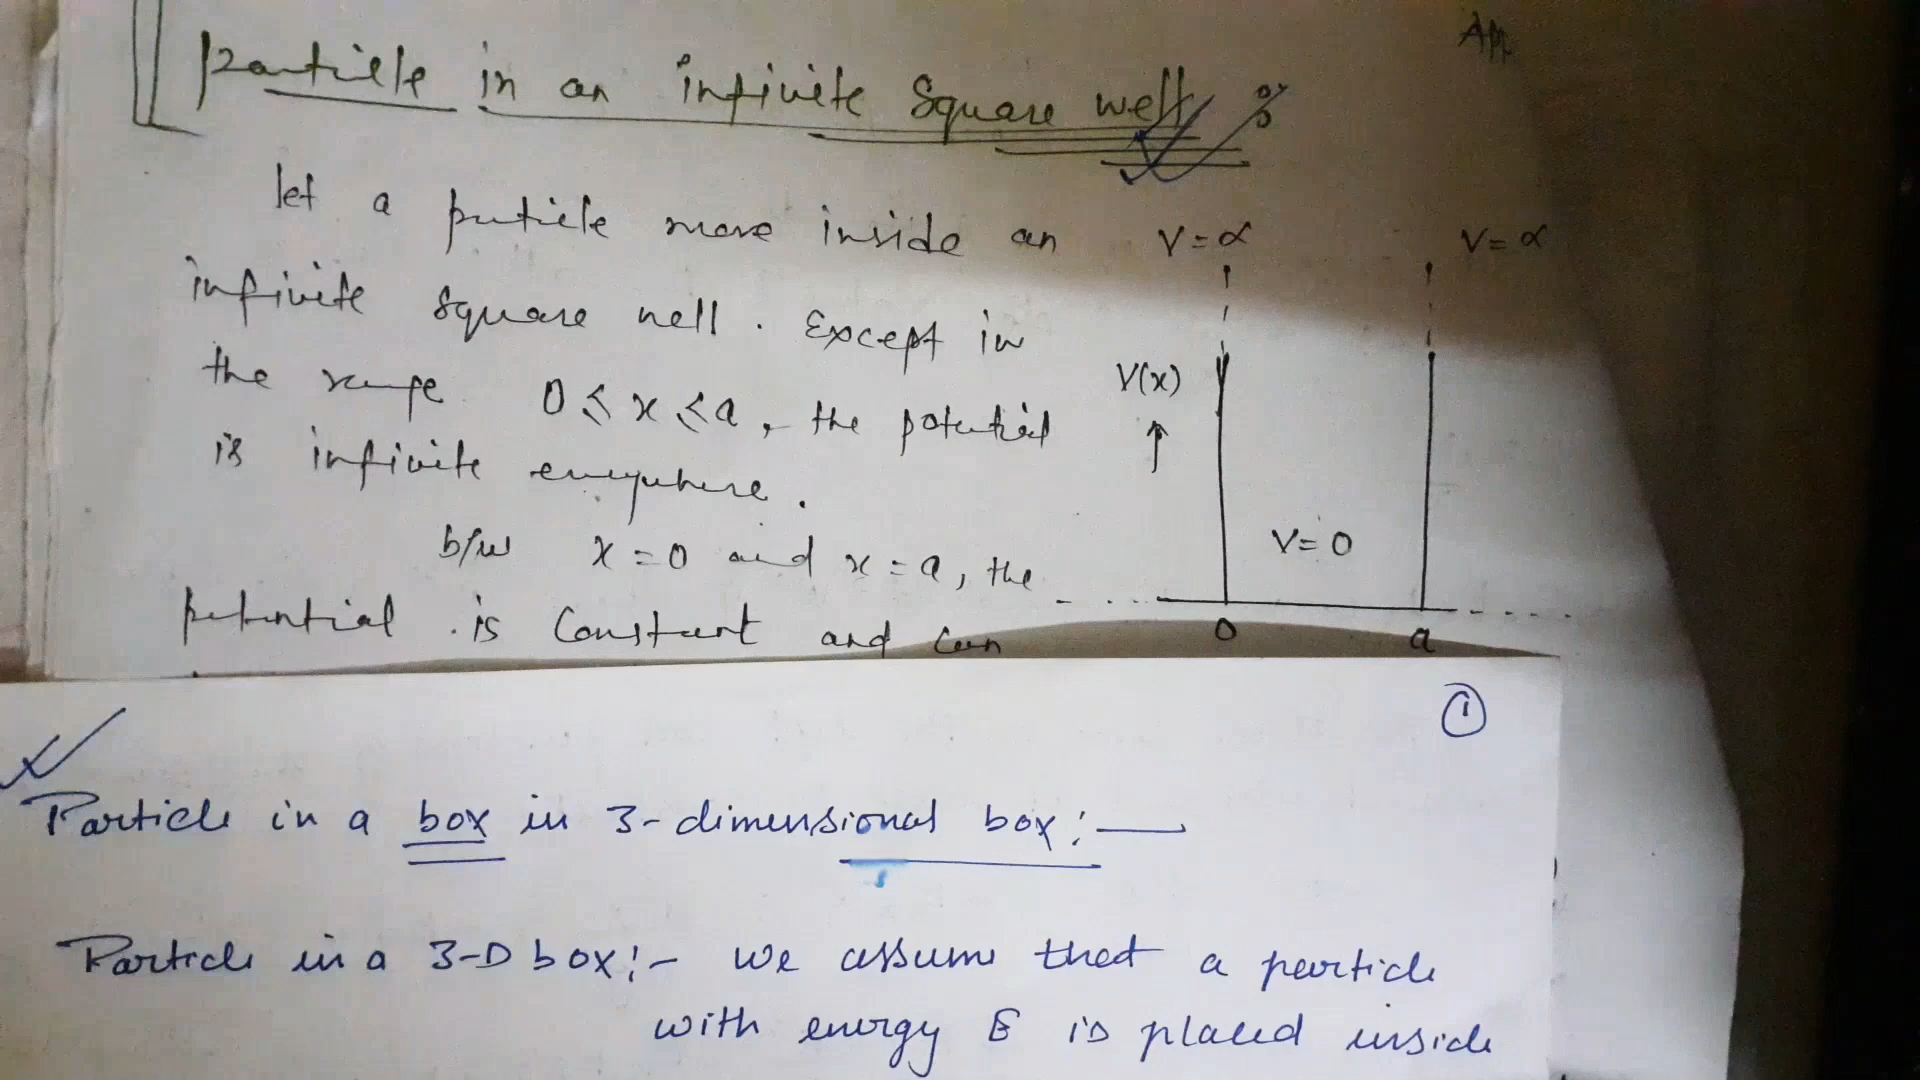 Particle in an infinite Square well :
let a particle move inside an
infinite square well. Except in
the range 0 ≤ x ≤ a, the potential
is infinite everywhere.
b/w x = 0 and x = a, the
potential is Constant and can
V = ∝
V = ∝
V(x)
↑
V = 0
0
a
①
Particle in a box in 3-dimensional box:—
Particle in a 3-D box:- we assume that a particle
with energy E is placed inside